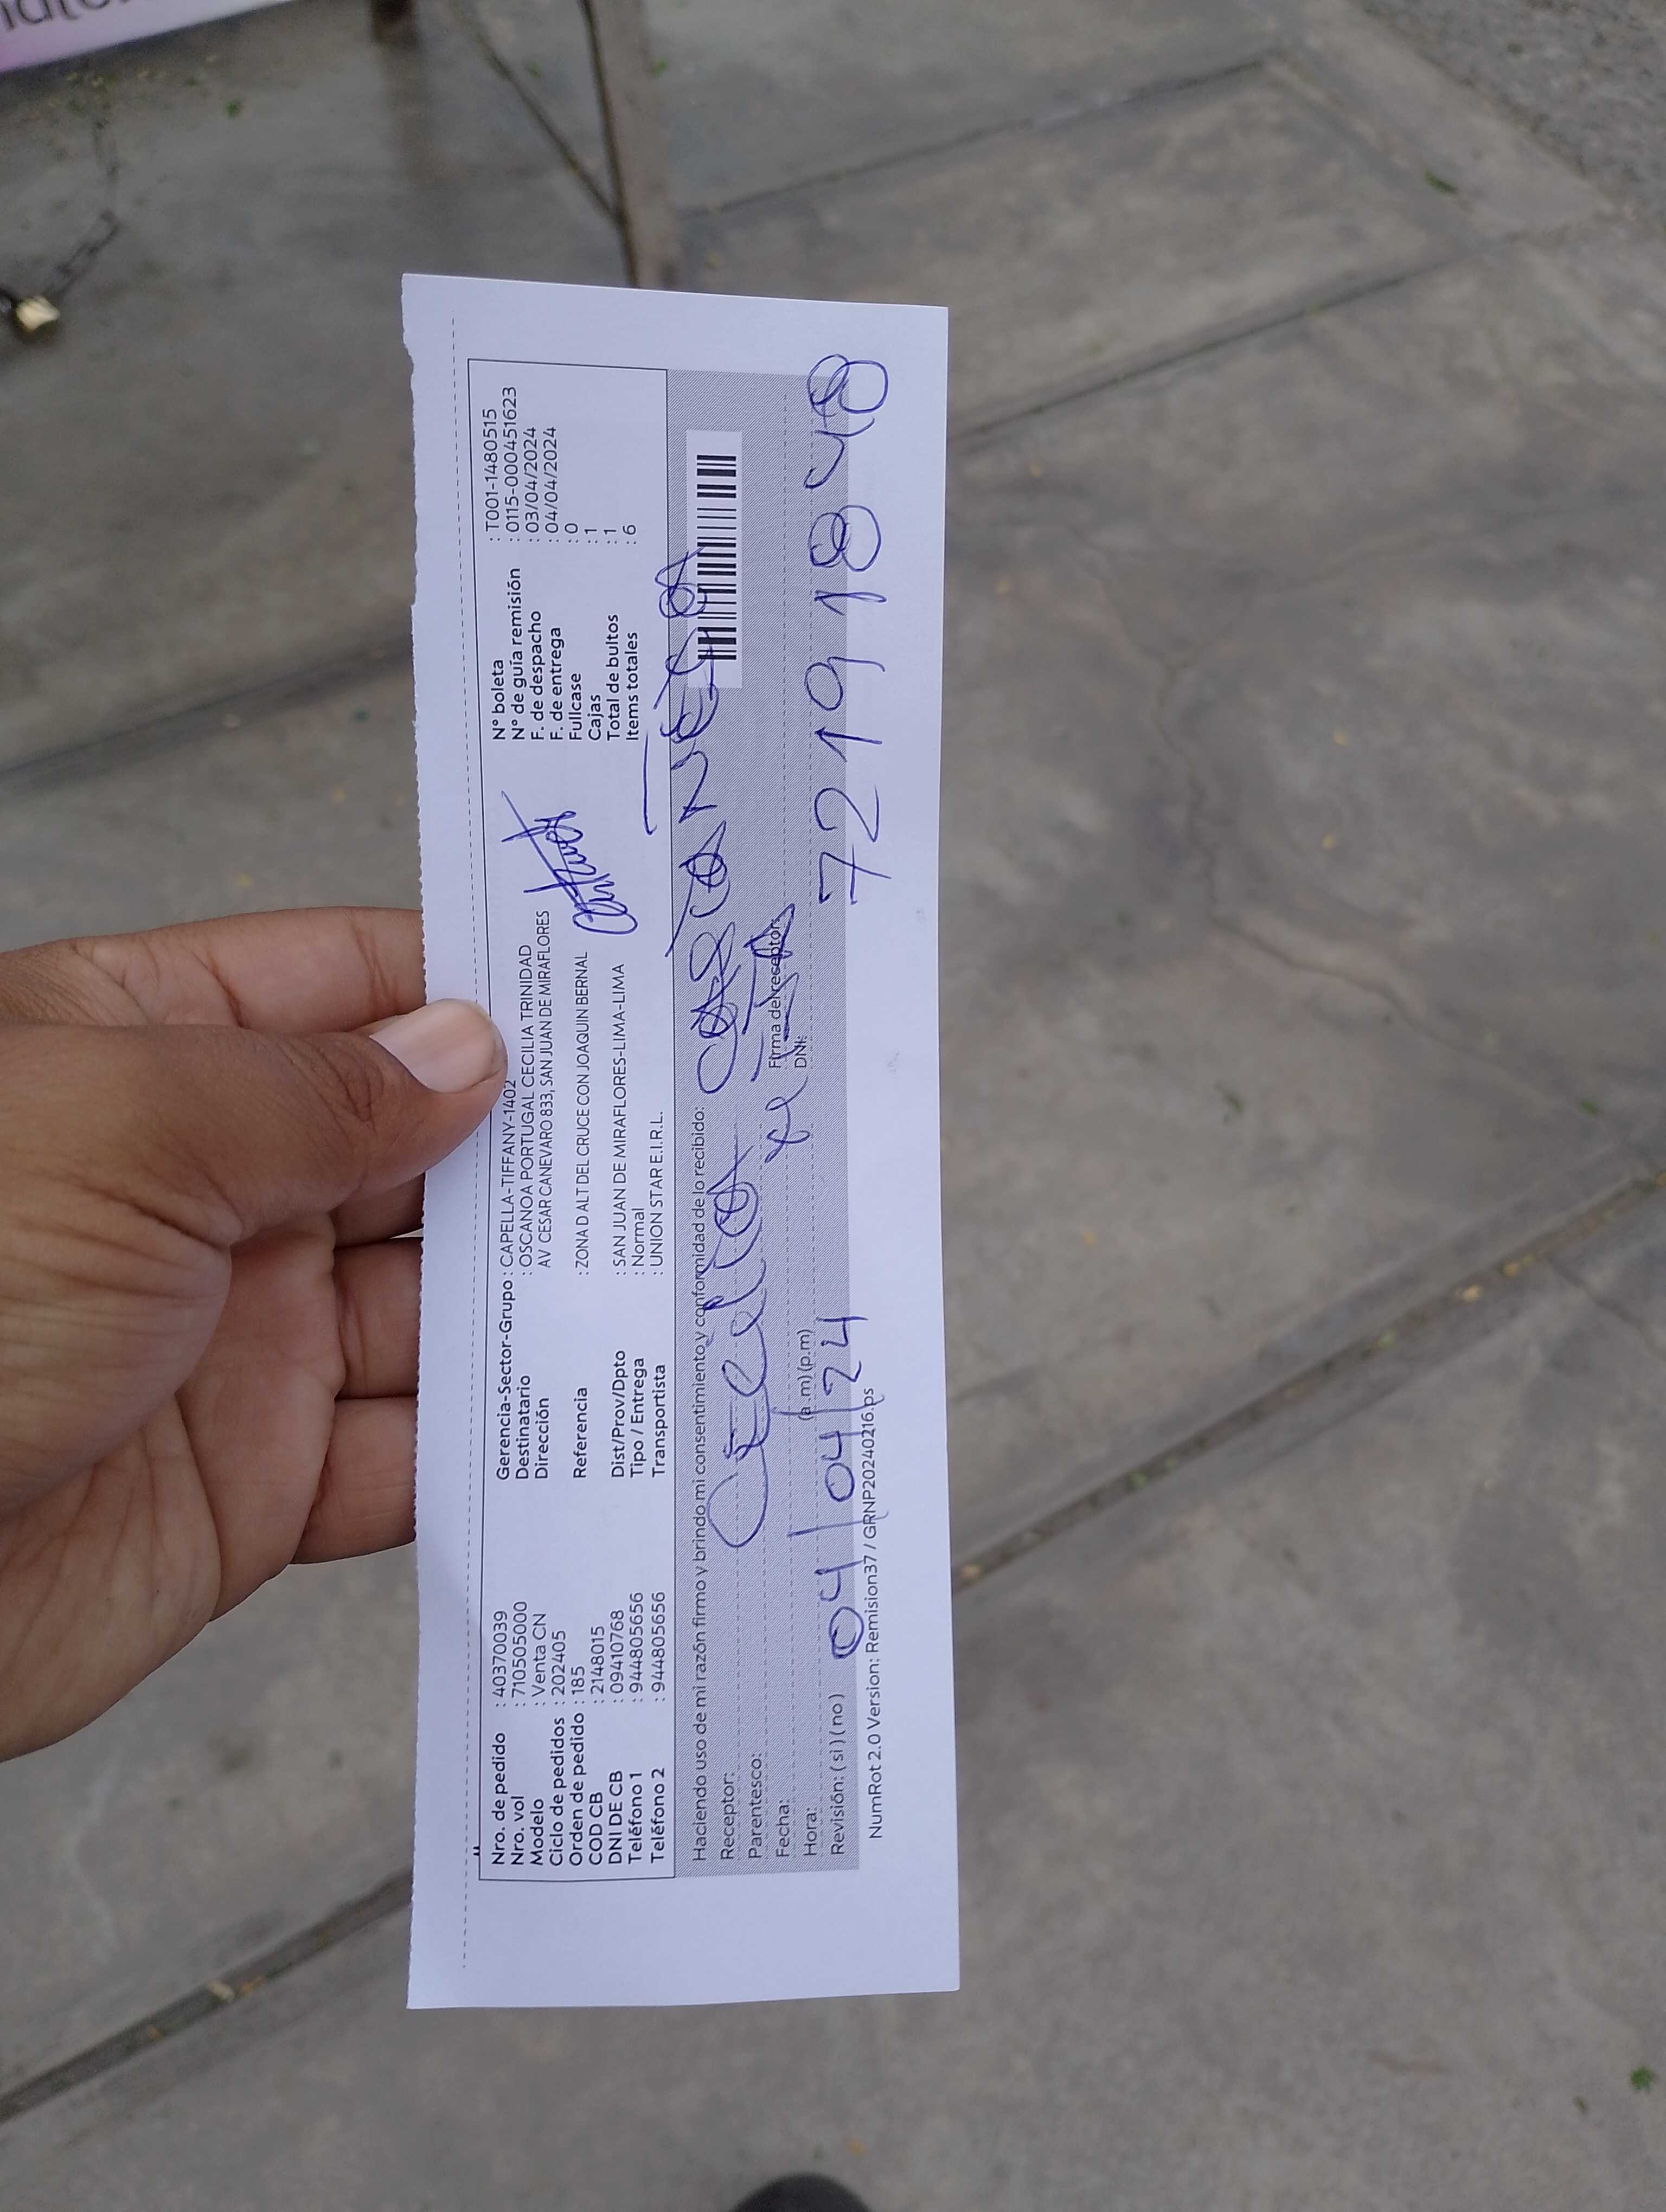 Nro. de pedido : 40370039 Gerencia-Sector-Grupo : CAPELLA-TIFFANY-1402 N° boleta : T001-1480515
Nro. vol : 710505000 Destinatario : OSCANOA PORTUGAL CECILIA TRINIDAD N° de guía remisión : 0115-000451623
Modelo : Venta CN Dirección AV CESAR CANEVARO 833, SAN JUAN DE MIRAFLORES F. de despacho : 03/04/2024
Ciclo de pedidos : 202405 F. de entrega : 04/04/2024
Orden de pedido : 185 Referencia : ZONA D ALT DEL CRUCE CON JOAQUIN BERNAL Fullcase : 0
COD CB : 2148015 Cajas : 1
DNI DE CB : 09410768 Dist/Prov/Dpto : SAN JUAN DE MIRAFLORES-LIMA-LIMA Total de bultos : 1
Teléfono 1 : 944805656 Tipo / Entrega : Normal Items totales : 6
Teléfono 2 : 944805656 Transportista : UNION STAR E.I.R.L.
Haciendo uso de mi razón firmo y brindo mi consentimiento y conformidad de lo recibido:
Receptor:
Parentesco:
Fecha: Firma del receptor:
Hora: (a.m) (p.m) DNI: 72191848
Revisión: ( si ) ( no ) 04/04/24
NumRot 2.0 Version: Remision37 / GRNP20240216.ps